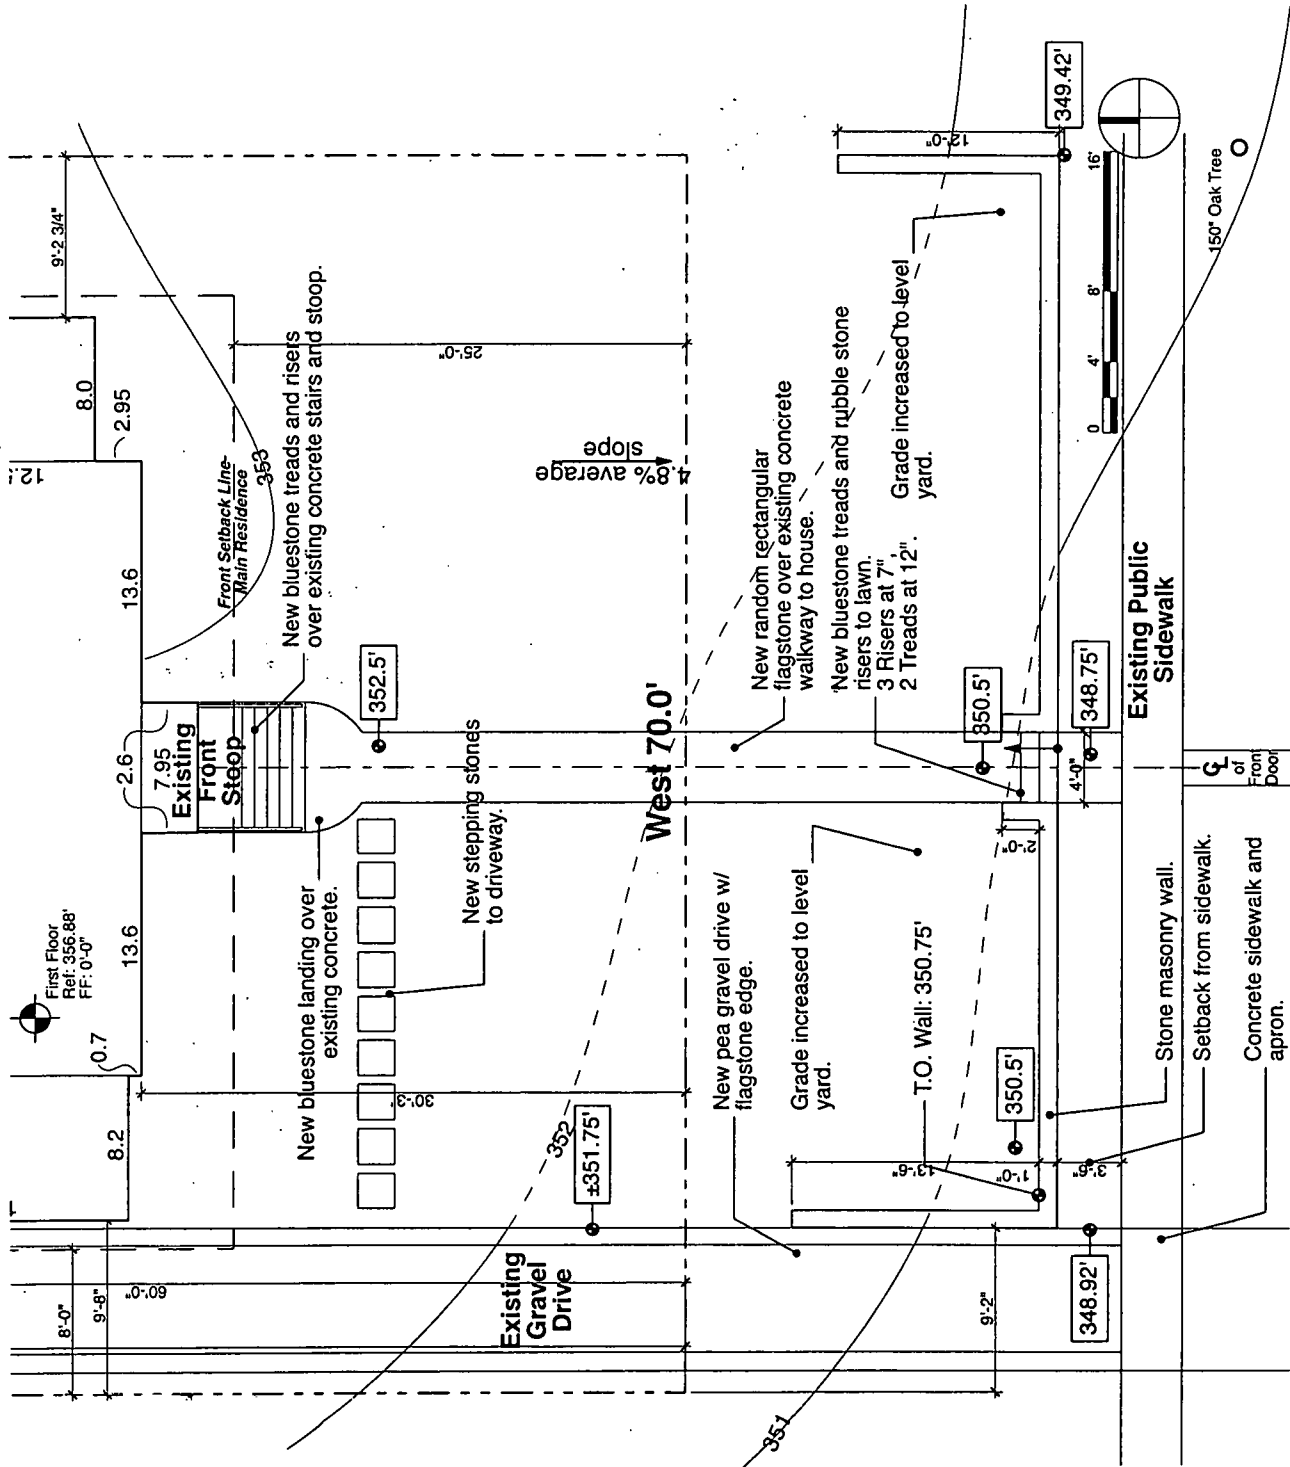 First Floor
Ref: 356.88'
FF: 0'-0"
8'-0"
9'-8"
60'-0"
8.2
0.7
13.6
30'-3"
2.6
7.95
Existing
Front
Stoop
13.6
2.95
8.0
9'-2 3/4"
Front Setback Line-
Main Residence
353
25'-0"
New bluestone treads and risers
over existing concrete stairs and stoop.
New bluestone landing over
existing concrete.
352.5'
New stepping stones
to driveway.
4.8% average
slope
Existing
Gravel
Drive
352
±351.75'
West 70.0'
New pea gravel drive w/
flagstone edge.
Grade increased to level
yard.
T.O. Wall: 350.75'
New random rectangular
flagstone over existing concrete
walkway to house.
New bluestone treads and rubble stone
risers to lawn.
3 Risers at 7",
2 Treads at 12".
Grade increased to level
yard.
12'-0"
351
9'-2"
13'-6"
1'-0"
3'-6"
350.5'
2'-0"
350.5'
4'-0"
348.92'
348.75'
349.42'
0 4' 8' 16'
Stone masonry wall.
Setback from sidewalk.
Concrete sidewalk and
apron.
CL
of
Front
Door
Existing Public
Sidewalk
150" Oak Tree